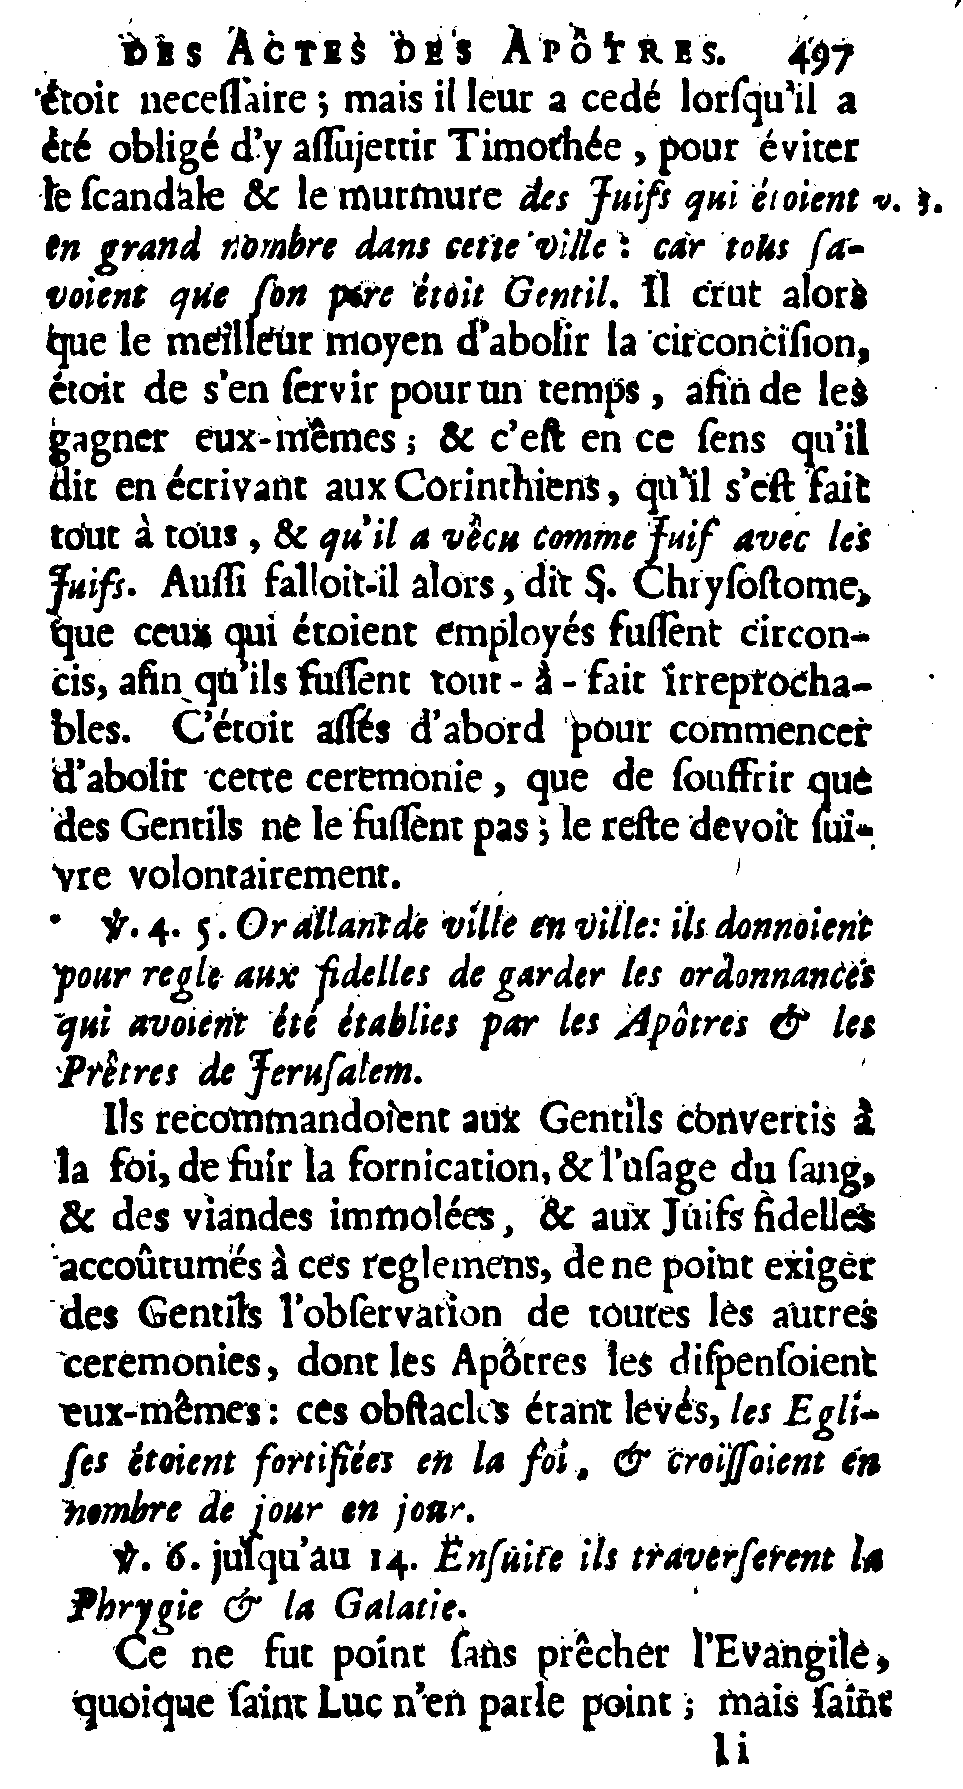 DES ACTES DES APÔTRES. 497
étoit neceſſaire ; mais il leur a cedé lorſqu'il a
été obligé d'y aſſujettir Timothée , pour éviter
le ſcandale & le murmure des Juifs qui étoient v. 3.
en grand nombre dans cette ville : car tous ſa-
voient que ſon pere étoit Gentil. Il crut alors
que le meilleur moyen d'abolir la circonciſion,
étoit de s'en ſervir pour un temps , afin de les
gagner eux-mêmes ; & c'eſt en ce ſens qu'il
dit en écrivant aux Corinthiens , qu'il s'eſt fait
tout à tous , & qu'il a vêcu comme Juif avec les
Juifs. Auſſi falloit-il alors , dit S. Chryſoſtome,
que ceux qui étoient employés fuſſent circon-
cis, afin qu'ils fuſſent tout - à - fait irreprocha-
bles. C'étoit aſſés d'abord pour commencer
d'abolir cette ceremonie , que de ſouffrir que
des Gentils ne le fuſſent pas ; le reſte devoit ſui-
vre volontairement.
℣. 4. 5. Or allant de ville en ville: ils donnoient
pour regle aux fidelles de garder les ordonnances
qui avoient été établies par les Apôtres & les
Prêtres de Jeruſalem.
Ils recommandoient aux Gentils convertis à
la foi, de fuir la fornication, & l'uſage du ſang,
& des viandes immolées, & aux Juifs fidelles
accoûtumés à ces reglemens, de ne point exiger
des Gentils l'obſervation de toutes les autres
ceremonies, dont les Apôtres les diſpenſoient
eux-mêmes : ces obſtacles étant levés, les Egli-
ſes étoient fortifiées en la foi, & croiſſoient en
nombre de jour en jour.
℣. 6. juſqu'au 14. Enſuite ils traverſerent la
Phrygie & la Galatie.
Ce ne fut point ſans prêcher l'Evangile,
quoique ſaint Luc n'en parle point ; mais ſaint
Ii